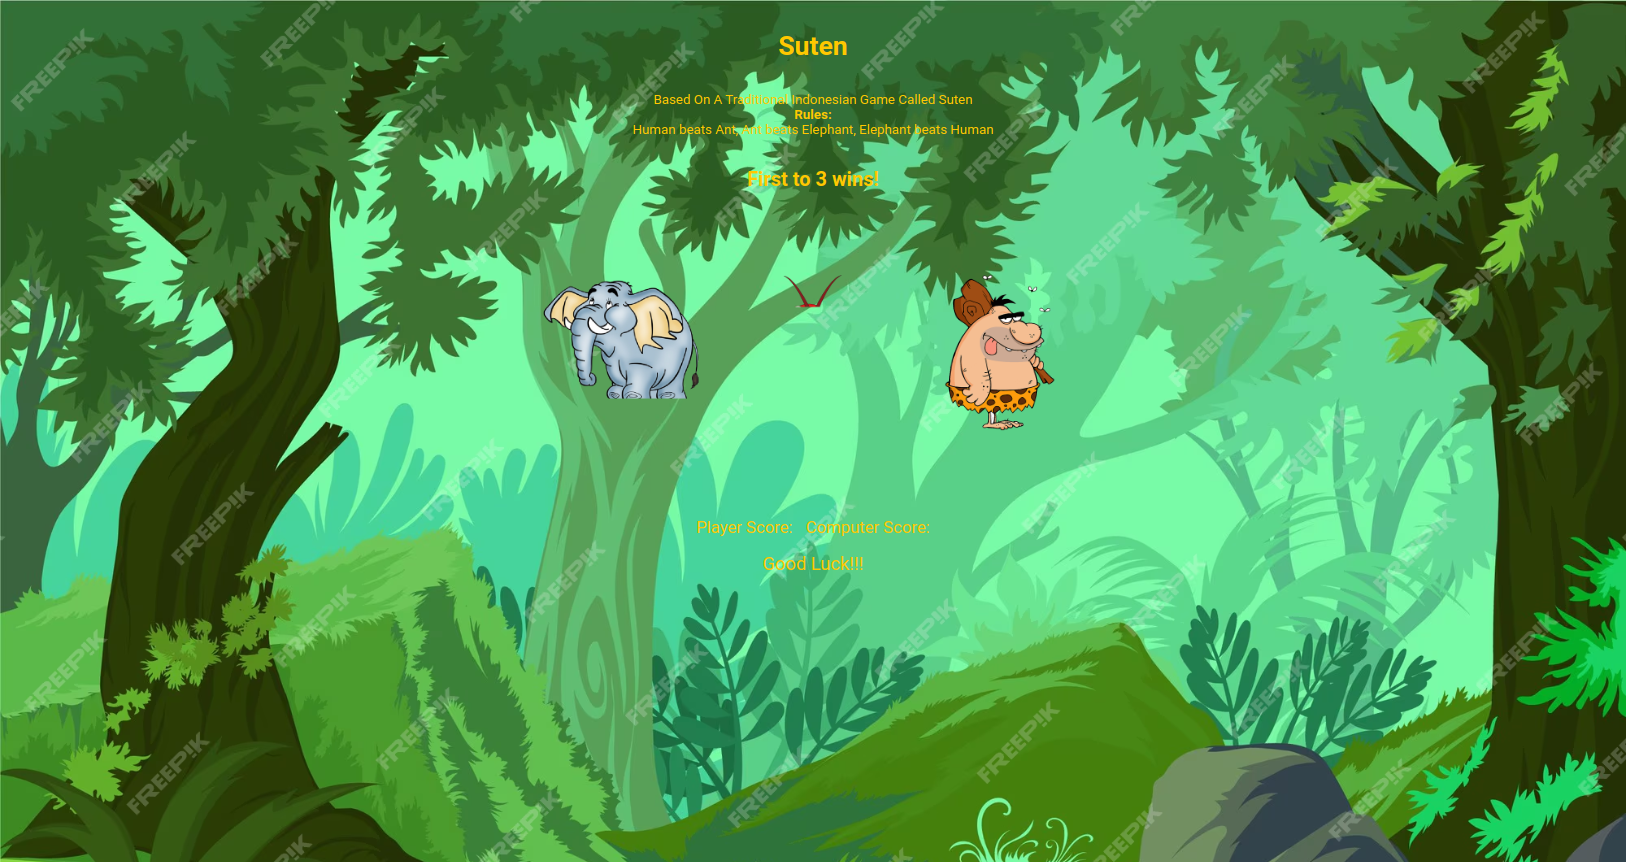 Suten
Based On A Traditional Indonesian Game Called Suten
Rules:
Human beats Ant, Ant beats Elephant, Elephant beats Human
First to 3 wins!
Player Score: Computer Score:
Good Luck!!!
FREEPIK